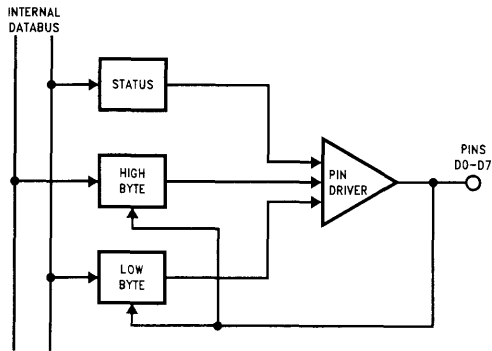 INTERNAL
DATABUS
STATUS
HIGH
BYTE
LOW
BYTE
PIN
DRIVER
PINS
D0-D7